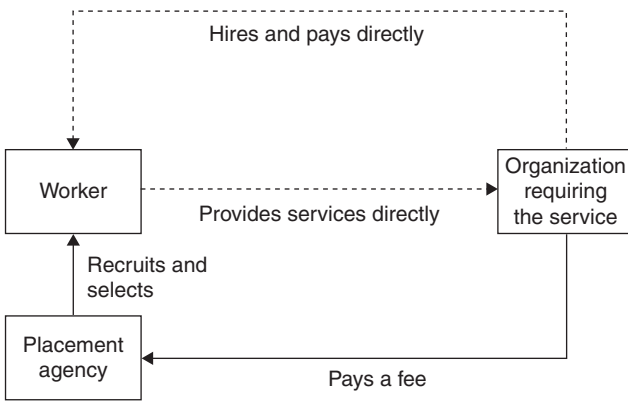 Hires and pays directly
Worker
Organization
requiring
the service
Provides services directly
Recruits and
selects
Placement
agency
Pays a fee